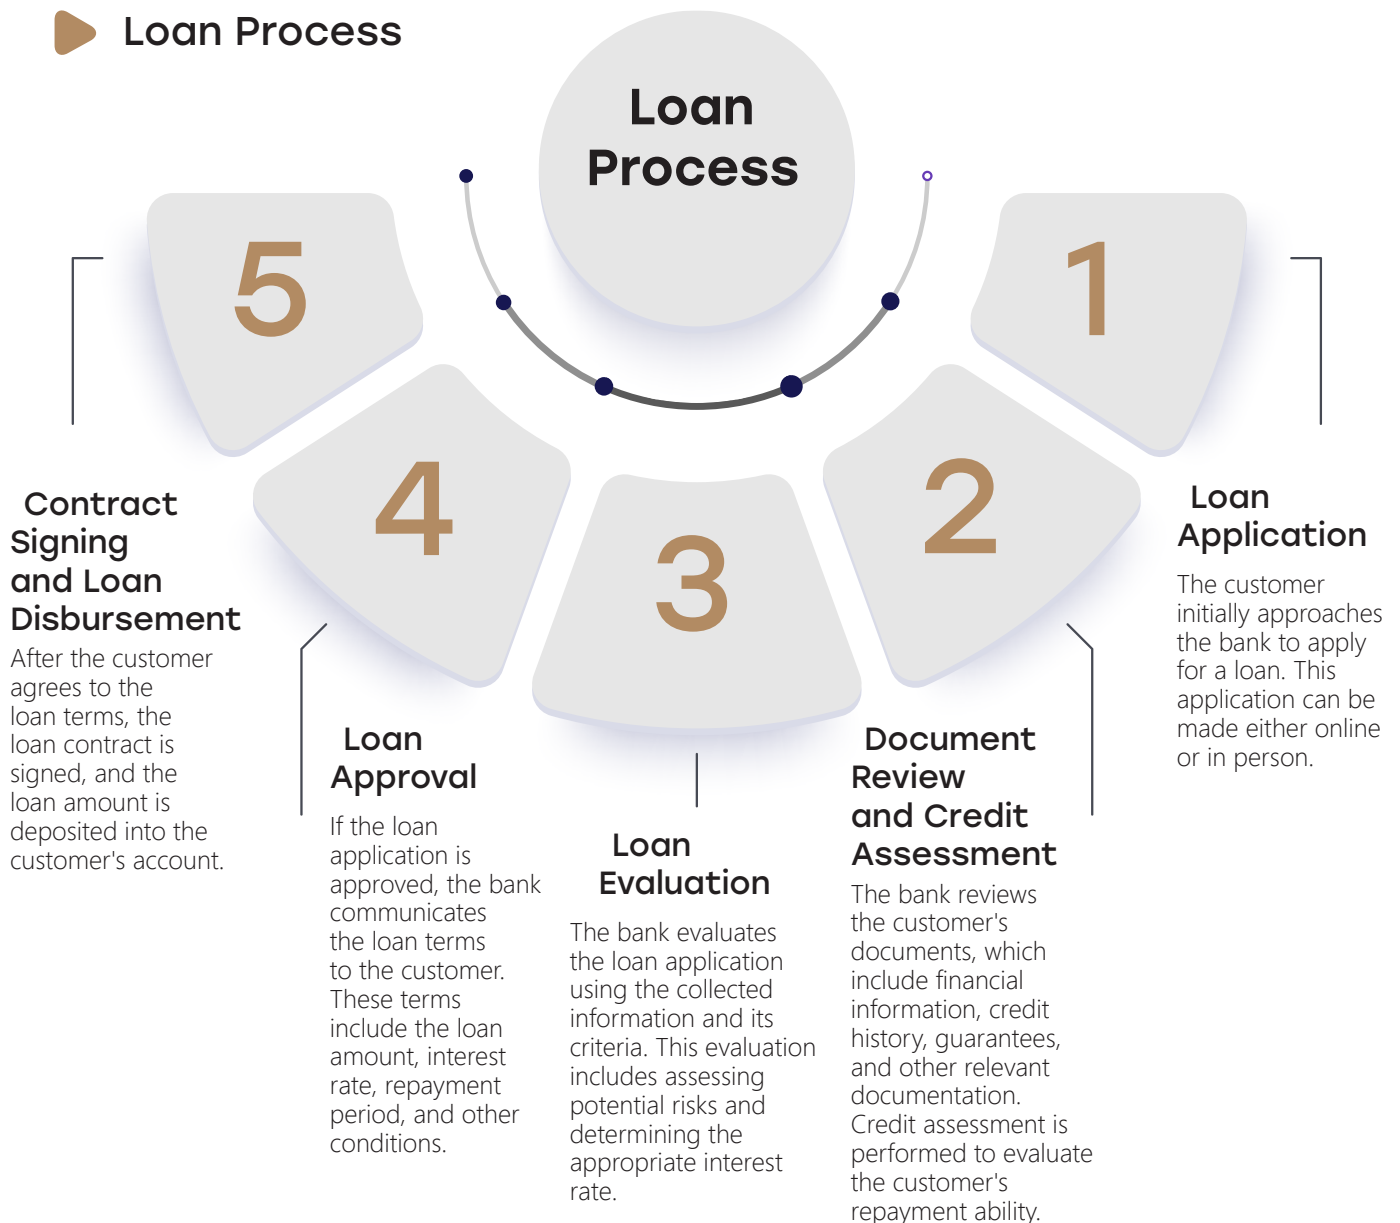 Loan Process
Loan
Process
1
Loan
Application
The customer
initially approaches
the bank to apply
for a loan. This
application can be
made either online
or in person.
2
Document
Review
and Credit
Assessment
The bank reviews
the customer's
documents, which
include financial
information, credit
history, guarantees,
and other relevant
documentation.
Credit assessment is
performed to evaluate
the customer's
repayment ability.
3
Loan
Evaluation
The bank evaluates
the loan application
using the collected
information and its
criteria. This evaluation
includes assessing
potential risks and
determining the
appropriate interest
rate.
4
Loan
Approval
If the loan
application is
approved, the bank
communicates
the loan terms
to the customer.
These terms
include the loan
amount, interest
rate, repayment
period, and other
conditions.
5
Contract
Signing
and Loan
Disbursement
After the customer
agrees to the
loan terms, the
loan contract is
signed, and the
loan amount is
deposited into the
customer's account.